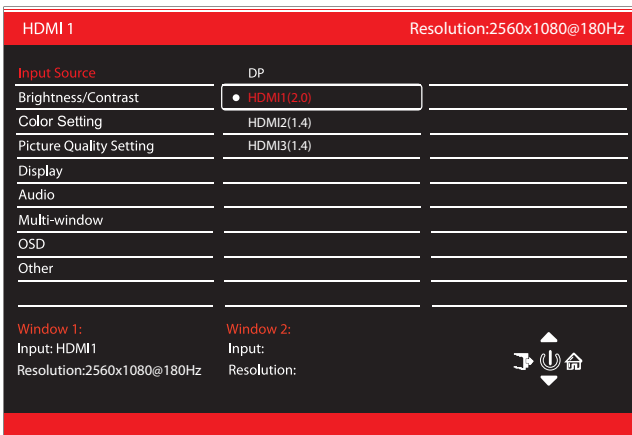 HDMI 1 Resolution:2560x1080@180Hz
Input Source DP
Brightness/Contrast HDMI1(2.0)
Color Setting HDMI2(1.4)
Picture Quality Setting HDMI3(1.4)
Display
Audio
Multi-window
OSD
Other
Window 1: Window 2:
Input: HDMI1 Input:
Resolution:2560x1080@180Hz Resolution: